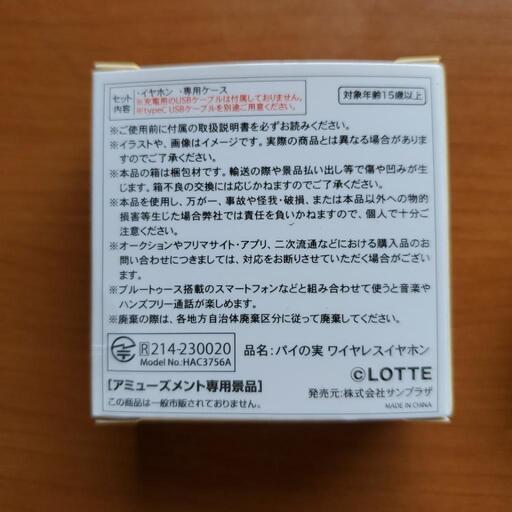 セット内容
・イヤホン ・専用ケース
※充電用のUSBケーブルは付属しておりません。
※typeC USBケーブルを別途ご用意ください。
対象年齢15歳以上
※ご使用前に付属の取扱説明書を必ずお読みください。
※イラストや、画像はイメージです。実際の商品とは異なる場合がありま
すのでご了承ください。
※本品の箱は梱包材です。輸送の際や景品払い出し等で傷や凹みが生
じます。箱不良の交換には応じかねますのでご了承ください。
※本品を使用し、万が一、事故や怪我・破損、または本品以外への物的
損害等生じた場合弊社では責任を負いかねますので、個人で十分ご
注意ください。
※オークションやフリマサイト・アプリ、二次流通などにおける購入品のお
問い合わせにつきましては、対応をお断りさせていただく場合がござい
ます。
※ブルートゥース搭載のスマートフォンなどと組み合わせて使うと音楽や
ハンズフリー通話が楽しめます。
※廃棄の際は、各地方自治体廃棄区分に従って廃棄してください。
R 214-230020
Model No.: HAC3756A
品名：パイの実 ワイヤレスイヤホン
©LOTTE
【アミューズメント専用景品】
この商品は一般市販されておりません。
発売元：株式会社サンプラザ
MADE IN CHINA